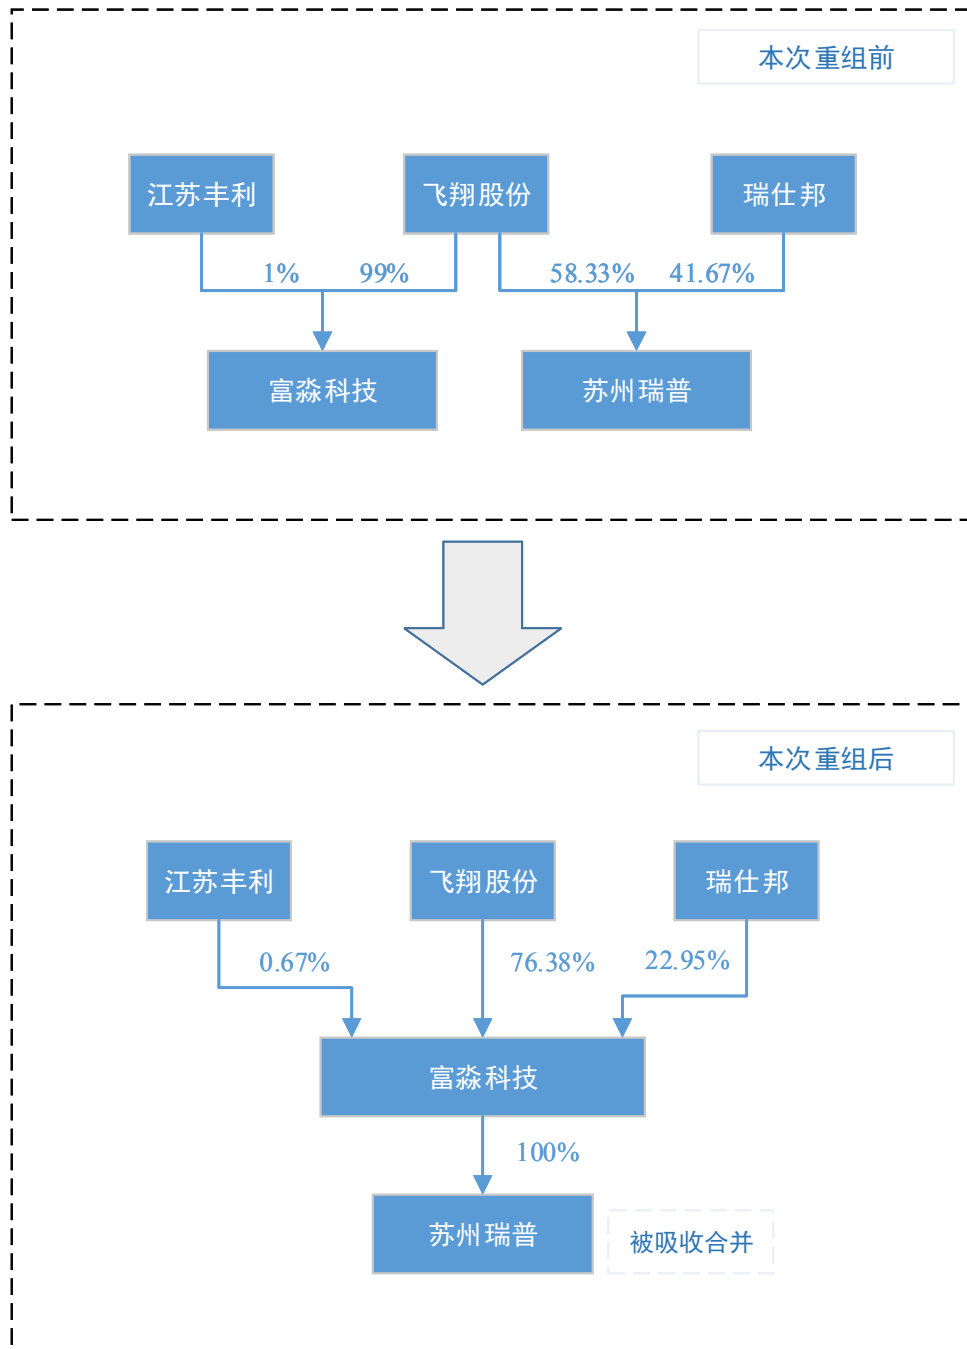 本次重组前
江苏丰利
飞翔股份
瑞仕邦
1%
99%
58.33%
41.67%
富淼科技
苏州瑞普
本次重组后
江苏丰利
飞翔股份
瑞仕邦
0.67%
76.38%
22.95%
富淼科技
100%
苏州瑞普
被吸收合并